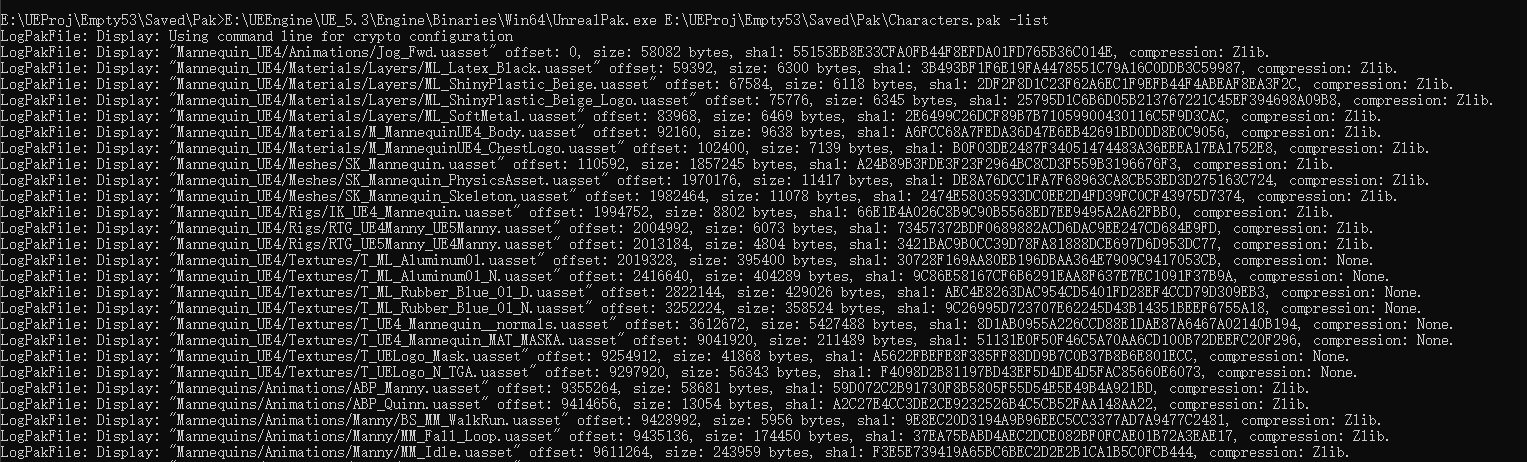 E:\UEProj\Empty53\Saved\Pak>E:\UEEngine\UE_5.3\Engine\Binaries\Win64\UnrealPak.exe E:\UEProj\Empty53\Saved\Pak\Characters.pak -list
LogPakFile: Display: Using command line for crypto configuration
LogPakFile: Display: "Mannequin_UE4/Animations/Jog_Fwd.uasset" offset: 0, size: 58082 bytes, sha1: 55153EB8E33CFA0FB44F8EFDA01FD765B36C014E, compression: Zlib.
LogPakFile: Display: "Mannequin_UE4/Materials/Layers/ML_Latex_Black.uasset" offset: 59392, size: 6300 bytes, sha1: 3B493BF1F6E19FA4478551C79A16C0DDB3C59987, compression: Zlib.
LogPakFile: Display: "Mannequin_UE4/Materials/Layers/ML_ShinyPlastic_Beige.uasset" offset: 67584, size: 6118 bytes, sha1: 2DF2F8D1C23F62A6EC1F9EFB44F4ABEAF8EA3F2C, compression: Zlib.
LogPakFile: Display: "Mannequin_UE4/Materials/Layers/ML_ShinyPlastic_Beige_Logo.uasset" offset: 75776, size: 6345 bytes, sha1: 25795D1C6B6D05B213767221C45EF394698A09B8, compression: Zlib.
LogPakFile: Display: "Mannequin_UE4/Materials/Layers/ML_SoftMetal.uasset" offset: 83968, size: 6469 bytes, sha1: 2E6499C26DCF89B7B71059900430116C5F9D3CAC, compression: Zlib.
LogPakFile: Display: "Mannequin_UE4/Materials/M_MannequinUE4_Body.uasset" offset: 92160, size: 9638 bytes, sha1: A6FCC68A7FEDA36D47E6EB42691BD0DD8E0C9056, compression: Zlib.
LogPakFile: Display: "Mannequin_UE4/Materials/M_MannequinUE4_ChestLogo.uasset" offset: 102400, size: 7139 bytes, sha1: B0F03DE2487F34051474483A36EEEA17EA1752E8, compression: Zlib.
LogPakFile: Display: "Mannequin_UE4/Meshes/SK_Mannequin.uasset" offset: 110592, size: 1857245 bytes, sha1: A24B89B3FDE3F23F2964BC8CD3F559B3196676F3, compression: Zlib.
LogPakFile: Display: "Mannequin_UE4/Meshes/SK_Mannequin_PhysicsAsset.uasset" offset: 1970176, size: 11417 bytes, sha1: DE8A76DCC1FA7F68963CA8CB53ED3D275163C724, compression: Zlib.
LogPakFile: Display: "Mannequin_UE4/Meshes/SK_Mannequin_Skeleton.uasset" offset: 1982464, size: 11078 bytes, sha1: 2474E58035933DC0EE2D4FD39FC0CF43975D7374, compression: Zlib.
LogPakFile: Display: "Mannequin_UE4/Rigs/IK_UE4_Mannequin.uasset" offset: 1994752, size: 8802 bytes, sha1: 66E1E4A026C8B9C90B5568ED7EE9495A2A62FBB0, compression: Zlib.
LogPakFile: Display: "Mannequin_UE4/Rigs/RTG_UE4Manny_UE5Manny.uasset" offset: 2004992, size: 6073 bytes, sha1: 73457372BDF0689882ACD6DAC9EE247CD684E9FD, compression: Zlib.
LogPakFile: Display: "Mannequin_UE4/Rigs/RTG_UE5Manny_UE4Manny.uasset" offset: 2013184, size: 4804 bytes, sha1: 3421BAC9B0CC39D78FA81888DCE697D6D953DC77, compression: Zlib.
LogPakFile: Display: "Mannequin_UE4/Textures/T_ML_Aluminum01.uasset" offset: 2019328, size: 395400 bytes, sha1: 30728F169AA80EB196DBAA364E7909C9417053CB, compression: None.
LogPakFile: Display: "Mannequin_UE4/Textures/T_ML_Aluminum01_N.uasset" offset: 2416640, size: 404289 bytes, sha1: 9C86E58167CF6B6291EAA8F637E7EC1091F37B9A, compression: None.
LogPakFile: Display: "Mannequin_UE4/Textures/T_ML_Rubber_Blue_01_D.uasset" offset: 2822144, size: 429026 bytes, sha1: AEC4E8263DAC954CD5401FD28EF4CCD79D309EB3, compression: None.
LogPakFile: Display: "Mannequin_UE4/Textures/T_ML_Rubber_Blue_01_N.uasset" offset: 3252224, size: 358524 bytes, sha1: 9C26995D723707E62245D43B14351BEEF6755A18, compression: None.
LogPakFile: Display: "Mannequin_UE4/Textures/T_UE4_Mannequin__normals.uasset" offset: 3612672, size: 5427488 bytes, sha1: 8D1AB0955A226CCD88E1DAE87A6467A02140B194, compression: None.
LogPakFile: Display: "Mannequin_UE4/Textures/T_UE4_Mannequin_MAT_MASKA.uasset" offset: 9041920, size: 211489 bytes, sha1: 51131E0F50F46C5A70AA6CD100B72DEEFC20F296, compression: None.
LogPakFile: Display: "Mannequin_UE4/Textures/T_UELogo_Mask.uasset" offset: 9254912, size: 41868 bytes, sha1: A5622FBEFE8F385FF88DD9B7C0B37B8B6E801ECC, compression: None.
LogPakFile: Display: "Mannequin_UE4/Textures/T_UELogo_N_TGA.uasset" offset: 9297920, size: 56343 bytes, sha1: F4098D2B81197BD43EF5D4DE4D5FAC85660E6073, compression: None.
LogPakFile: Display: "Mannequins/Animations/ABP_Manny.uasset" offset: 9355264, size: 58681 bytes, sha1: 59D072C2B91730F8B5805F55D54E5E49B4A921BD, compression: Zlib.
LogPakFile: Display: "Mannequins/Animations/ABP_Quinn.uasset" offset: 9414656, size: 13054 bytes, sha1: A2C27E4CC3DE2CE9232526B4C5CB52FAA148AA22, compression: Zlib.
LogPakFile: Display: "Mannequins/Animations/Manny/BS_MM_WalkRun.uasset" offset: 9428992, size: 5956 bytes, sha1: 9E8EC20D3194A9B96EEC5CC3377AD7A9477C2481, compression: Zlib.
LogPakFile: Display: "Mannequins/Animations/Manny/MM_Fall_Loop.uasset" offset: 9435136, size: 174450 bytes, sha1: 37EA75BABD4AEC2DCE082BF0FCAE01B72A3EAE17, compression: Zlib.
LogPakFile: Display: "Mannequins/Animations/Manny/MM_Idle.uasset" offset: 9611264, size: 243959 bytes, sha1: F3E5E739419A65BC6BEC2D2E2B1CA1B5C0FCB444, compression: Zlib.